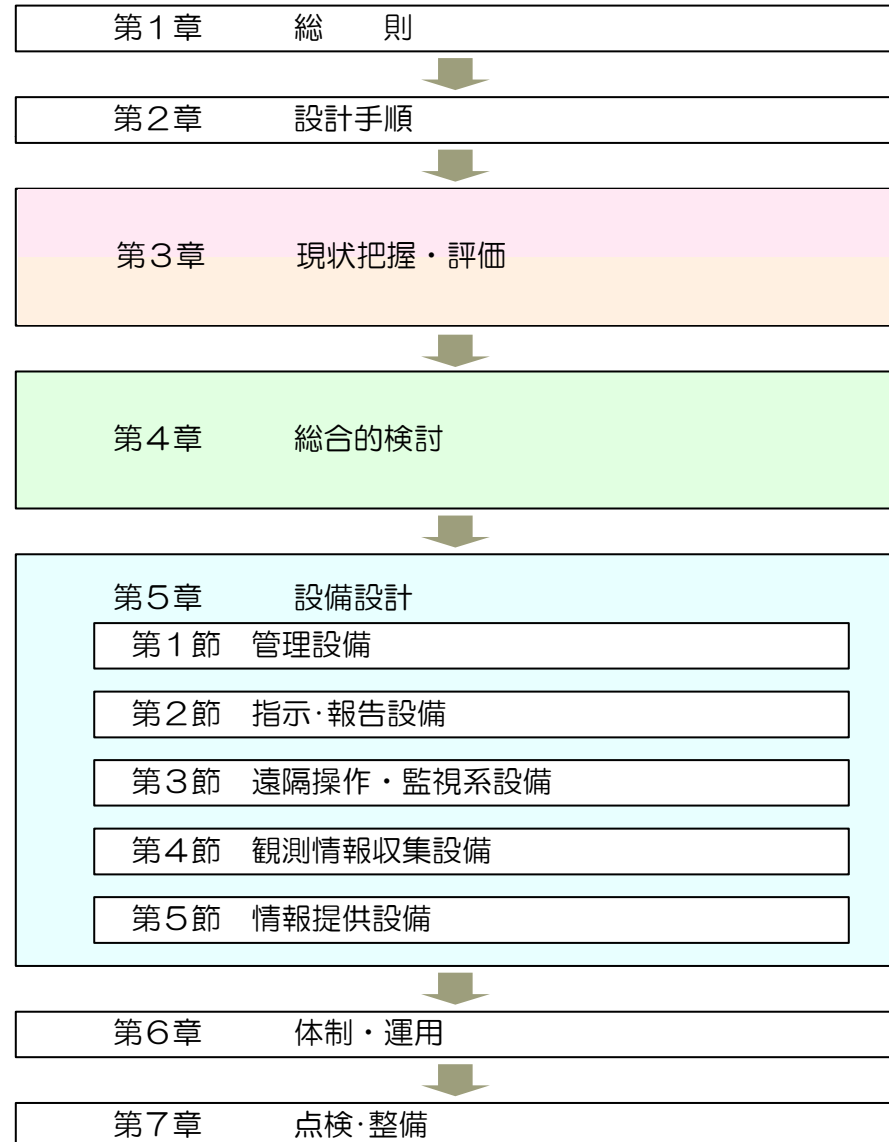 第1章　総　則
第2章　設計手順
第3章　現状把握・評価
第4章　総合的検討
第5章　設備設計
第1節　管理設備
第2節　指示･報告設備
第3節　遠隔操作・監視系設備
第4節　観測情報収集設備
第5節　情報提供設備
第6章　体制・運用
第7章　点検･整備